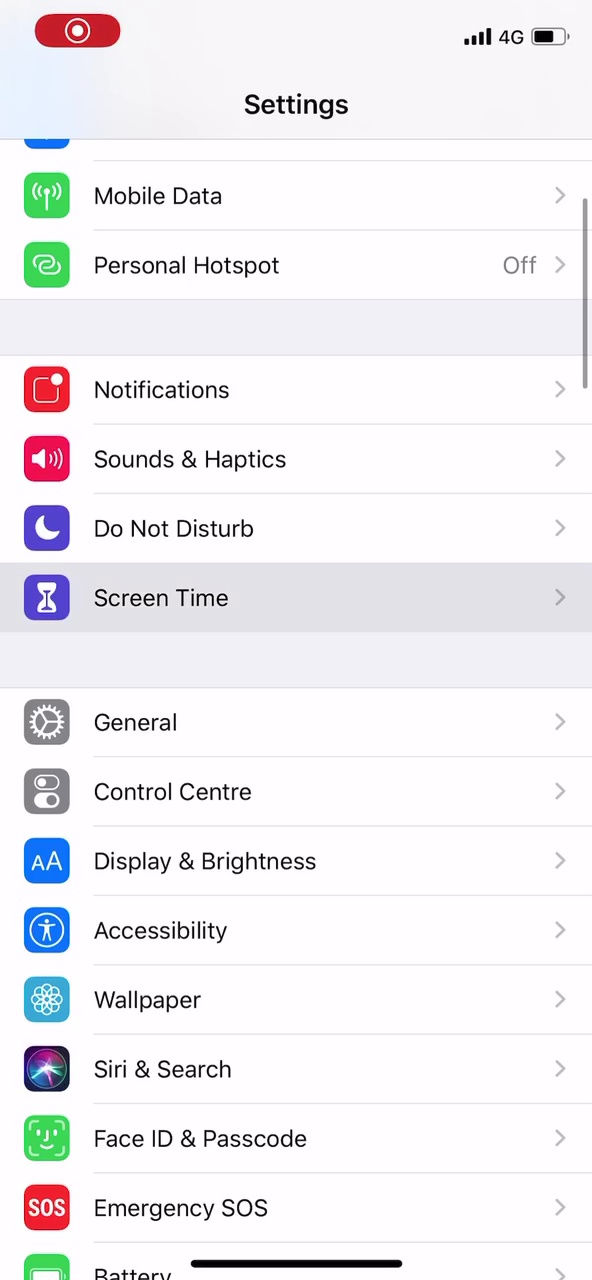 4G
Settings
Mobile Data
Personal Hotspot Off
Notifications
Sounds & Haptics
Do Not Disturb
Screen Time
General
Control Centre
AA Display & Brightness
Accessibility
Wallpaper
Siri & Search
Face ID & Passcode
SOS Emergency SOS
Battery